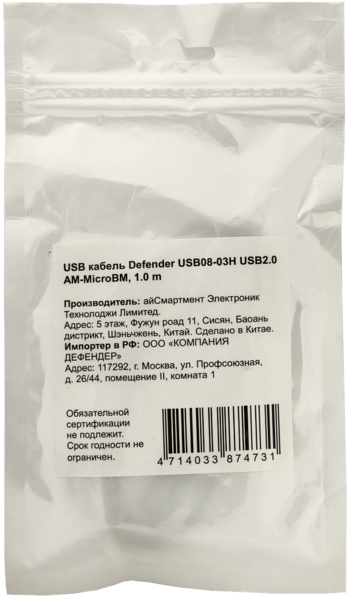 USB кабель Defender USB08-03H USB2.0
AM-MicroBM, 1.0 m
Производитель: айСмартмент Электроник
Технолоджи Лимитед.
Адрес: 5 этаж, Фужун роад 11, Сисян, Баоань
дистрикт, Шэньчжень, Китай. Сделано в Китае.
Импортер в РФ: ООО «КОМПАНИЯ
ДЕФЕНДЕР»
Адрес: 117292, г. Москва, ул. Профсоюзная,
д. 26/44, помещение II, комната 1
Обязательной
сертификации
не подлежит.
Срок годности не
ограничен.
4 714033 874731